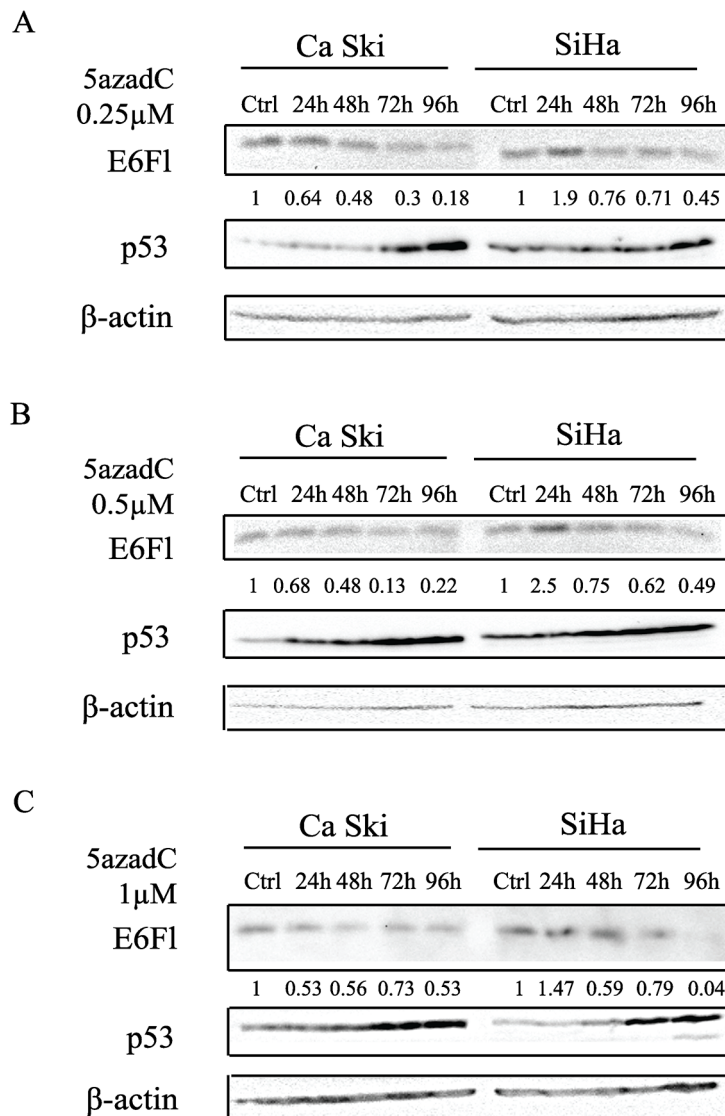 A
Ca Ski SiHa
5azadC
0.25µM
Ctrl 24h 48h 72h 96h Ctrl 24h 48h 72h 96h
E6Fl
1 0.64 0.48 0.3 0.18 1 1.9 0.76 0.71 0.45
p53
β-actin
B
Ca Ski SiHa
5azadC
0.5µM
Ctrl 24h 48h 72h 96h Ctrl 24h 48h 72h 96h
E6Fl
1 0.68 0.48 0.13 0.22 1 2.5 0.75 0.62 0.49
p53
β-actin
C
Ca Ski SiHa
5azadC
1µM
Ctrl 24h 48h 72h 96h Ctrl 24h 48h 72h 96h
E6Fl
1 0.53 0.56 0.73 0.53 1 1.47 0.59 0.79 0.04
p53
β-actin